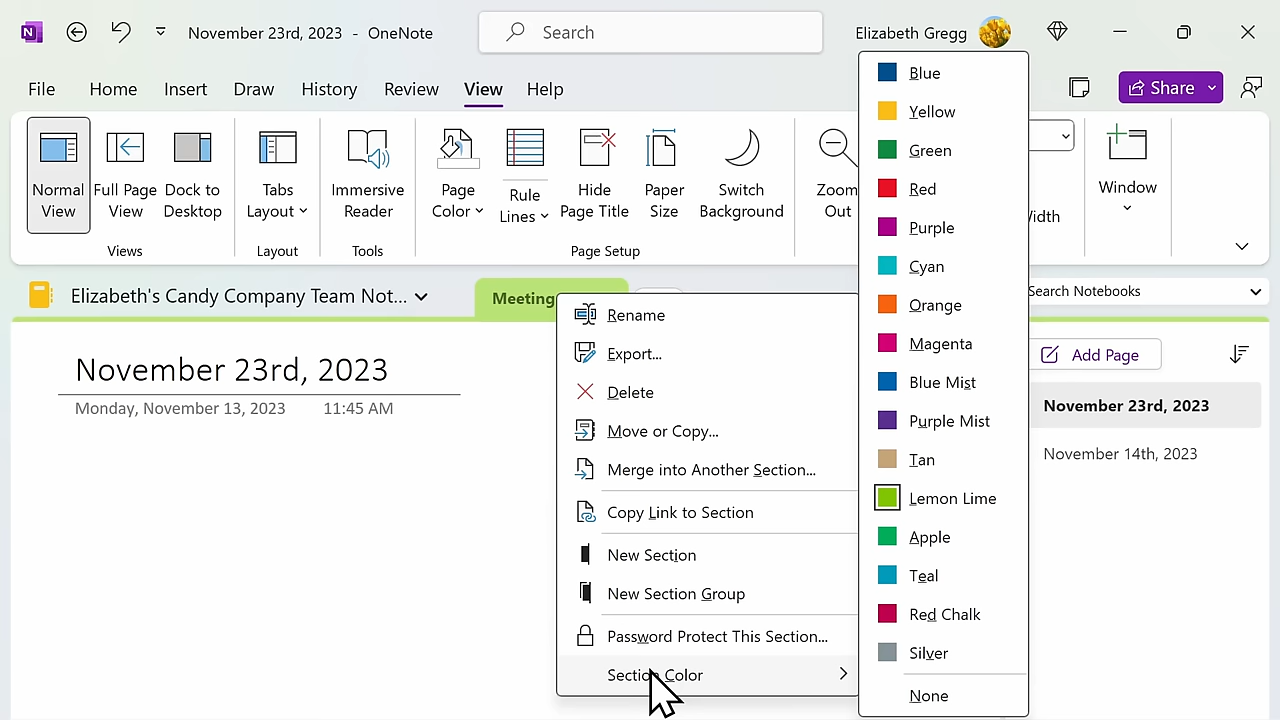 November 23rd, 2023 - OneNote
Search
Elizabeth Gregg
File
Home
Insert
Draw
History
Review
View
Help
Share
Normal
View
Full Page
View
Dock to
Desktop
Views
Tabs
Layout
Layout
Immersive
Reader
Tools
Page
Color
Rule
Lines
Hide
Page Title
Paper
Size
Switch
Background
Page Setup
Zoom
Out
Width
Window
Elizabeth's Candy Company Team Not...
Meeting
Search Notebooks
November 23rd, 2023
Monday, November 13, 2023 11:45 AM
Rename
Export...
Delete
Move or Copy...
Merge into Another Section...
Copy Link to Section
New Section
New Section Group
Password Protect This Section...
Section Color
Blue
Yellow
Green
Red
Purple
Cyan
Orange
Magenta
Blue Mist
Purple Mist
Tan
Lemon Lime
Apple
Teal
Red Chalk
Silver
None
Add Page
November 23rd, 2023
November 14th, 2023